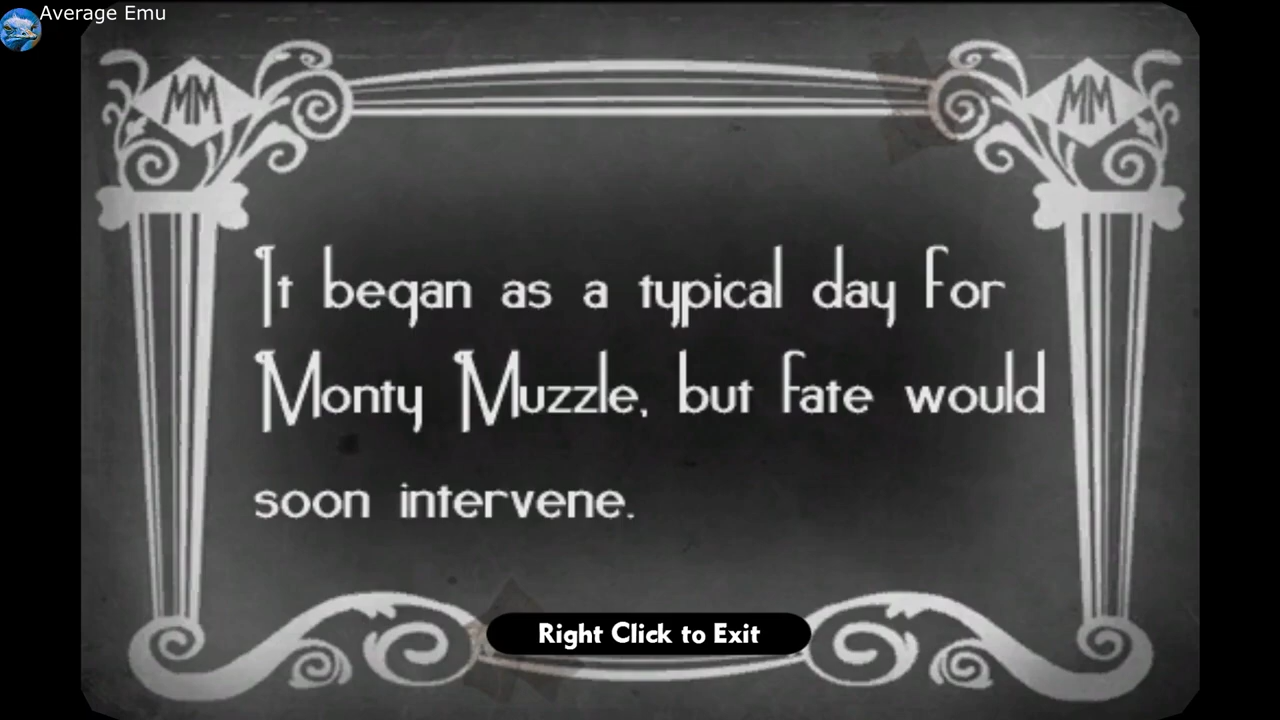 Average Emu
MM MM
It began as a typical day for
Monty Muzzle, but fate would
soon intervene.
Right Click to Exit